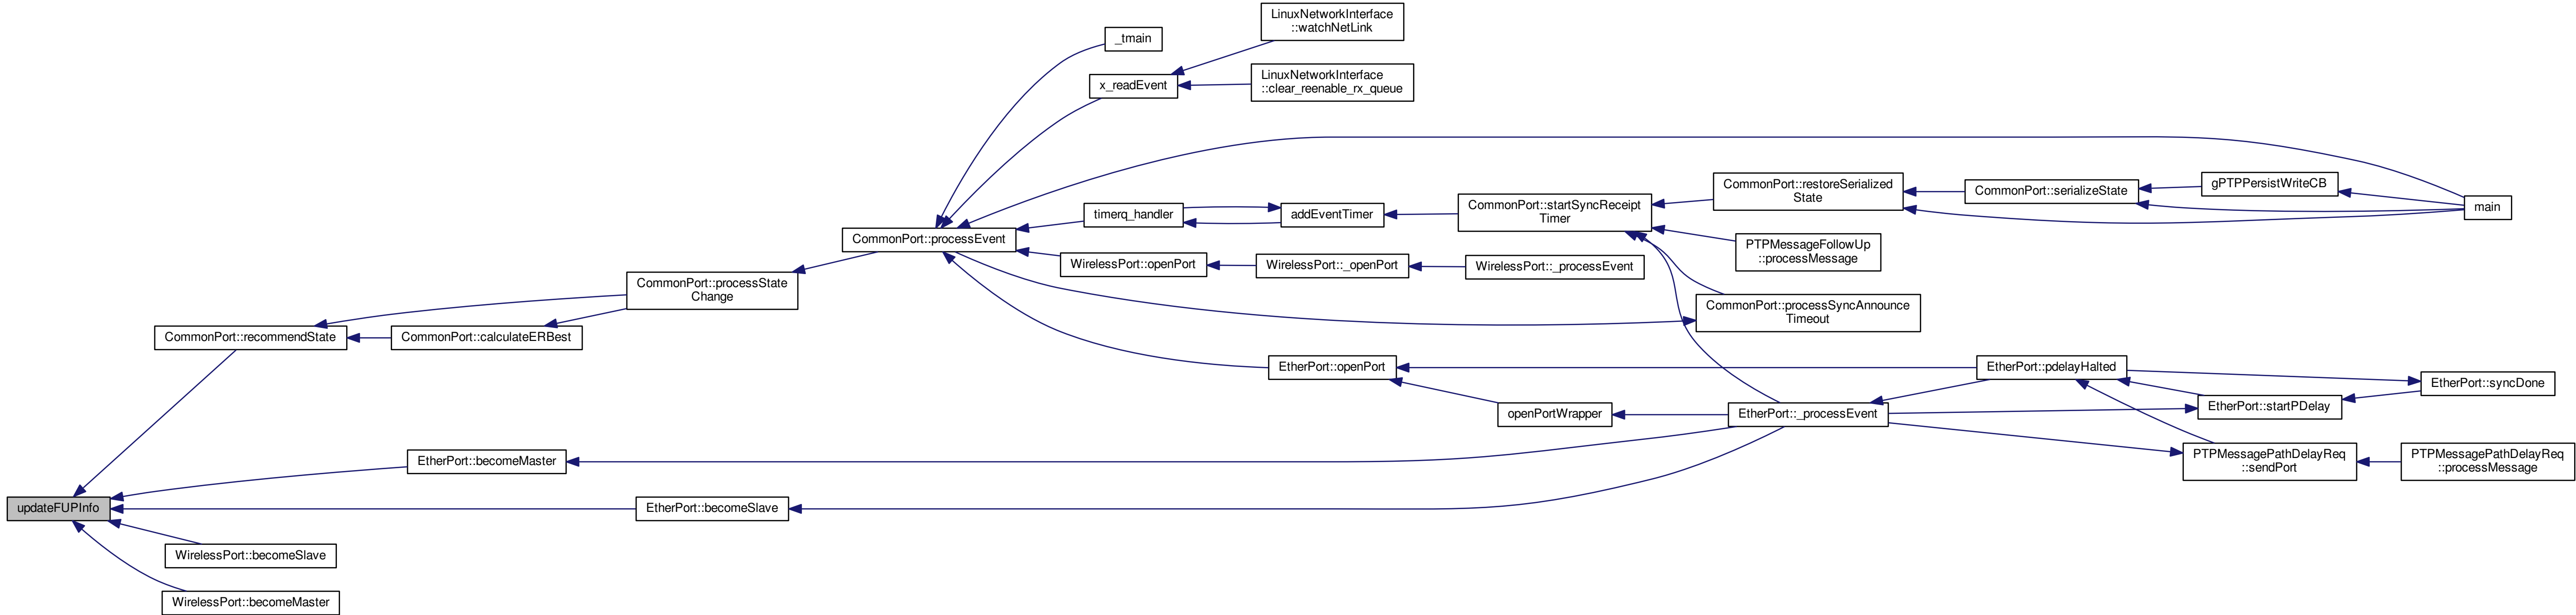 LinuxNetworkInterface
::watchNetLink
_tmain
x_readEvent
LinuxNetworkInterface
::clear_reenable_rx_queue
CommonPort::restoreSerialized
State
CommonPort::serializeState
gPTPPersistWriteCB
main
timerq_handler
addEventTimer
CommonPort::startSyncReceipt
Timer
CommonPort::processEvent
PTPMessageFollowUp
::processMessage
WirelessPort::openPort
WirelessPort::_openPort
WirelessPort::_processEvent
CommonPort::processState
Change
CommonPort::processSyncAnnounce
Timeout
CommonPort::recommendState
CommonPort::calculateERBest
EtherPort::openPort
EtherPort::pdelayHalted
EtherPort::syncDone
openPortWrapper
EtherPort::_processEvent
EtherPort::startPDelay
EtherPort::becomeMaster
PTPMessagePathDelayReq
::sendPort
PTPMessagePathDelayReq
::processMessage
updateFUPInfo
EtherPort::becomeSlave
WirelessPort::becomeSlave
WirelessPort::becomeMaster